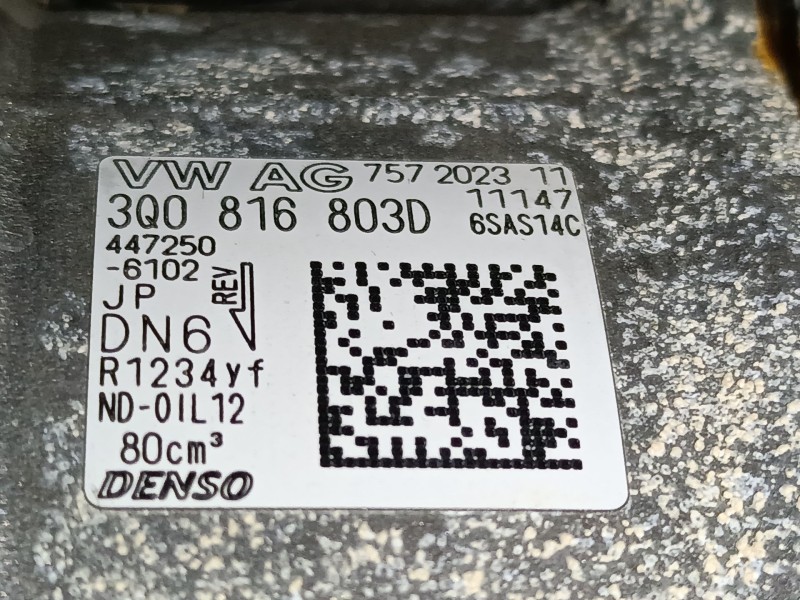 VW AG 757 2023 11
3Q0 816 803D 11147
6SAS14C
447250
-6102
REV
JP
DN6
R1234yf
ND-OIL12
80cm³
DENSO